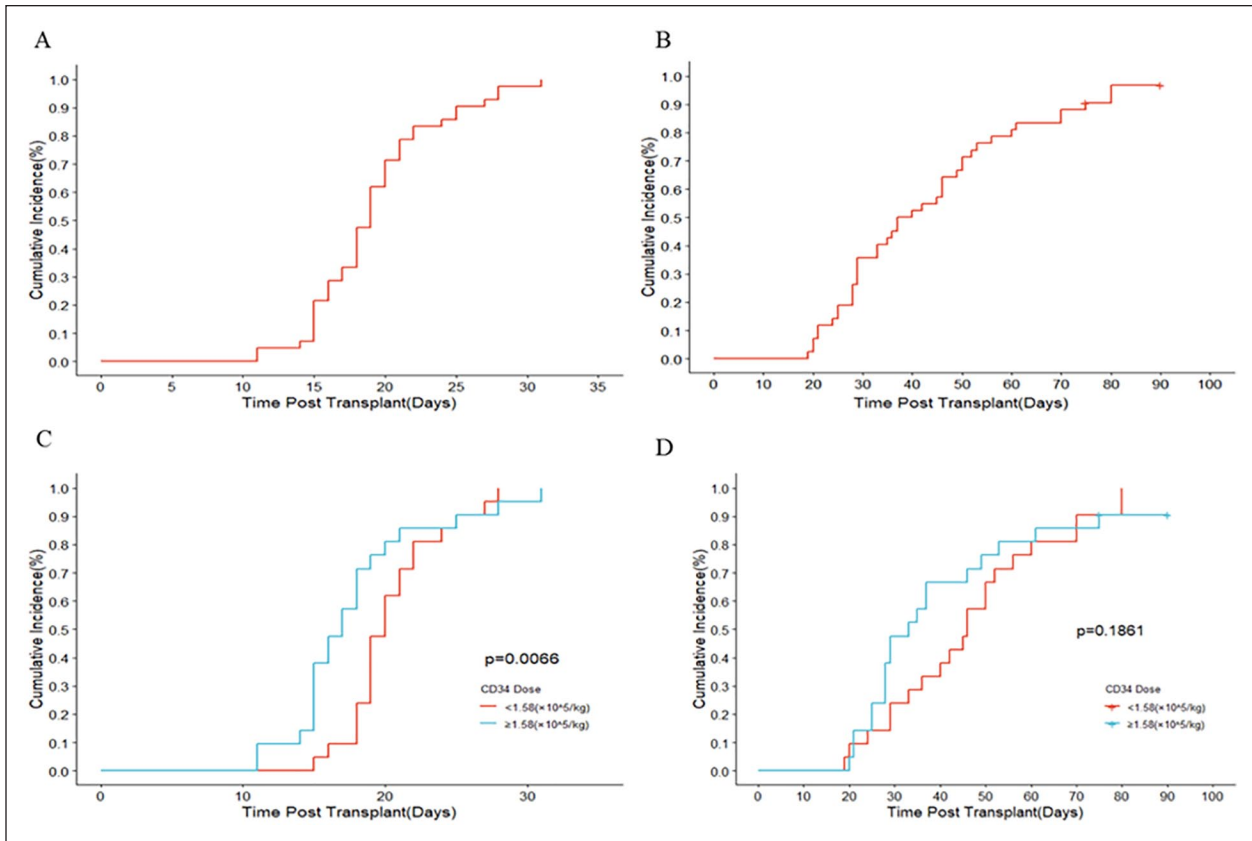 A
Cumulative Incidence(%)
1.0
0.9
0.8
0.7
0.6
0.5
0.4
0.3
0.2
0.1
0.0
0 5 10 15 20 25 30 35
Time Post Transplant(Days)
B
Cumulative Incidence(%)
1.0
0.9
0.8
0.7
0.6
0.5
0.4
0.3
0.2
0.1
0.0
0 10 20 30 40 50 60 70 80 90 100
Time Post Transplant(Days)
C
Cumulative Incidence(%)
1.0
0.9
0.8
0.7
0.6
0.5
0.4
0.3
0.2
0.1
0.0
p=0.0066
CD34 Dose
<1.58(×10^5/kg)
≥1.58(×10^5/kg)
0 10 20 30
Time Post Transplant(Days)
D
Cumulative Incidence(%)
1.0
0.9
0.8
0.7
0.6
0.5
0.4
0.3
0.2
0.1
0.0
p=0.1861
CD34 Dose
<1.58(×10^5/kg)
≥1.58(×10^5/kg)
0 10 20 30 40 50 60 70 80 90 100
Time Post Transplant(Days)